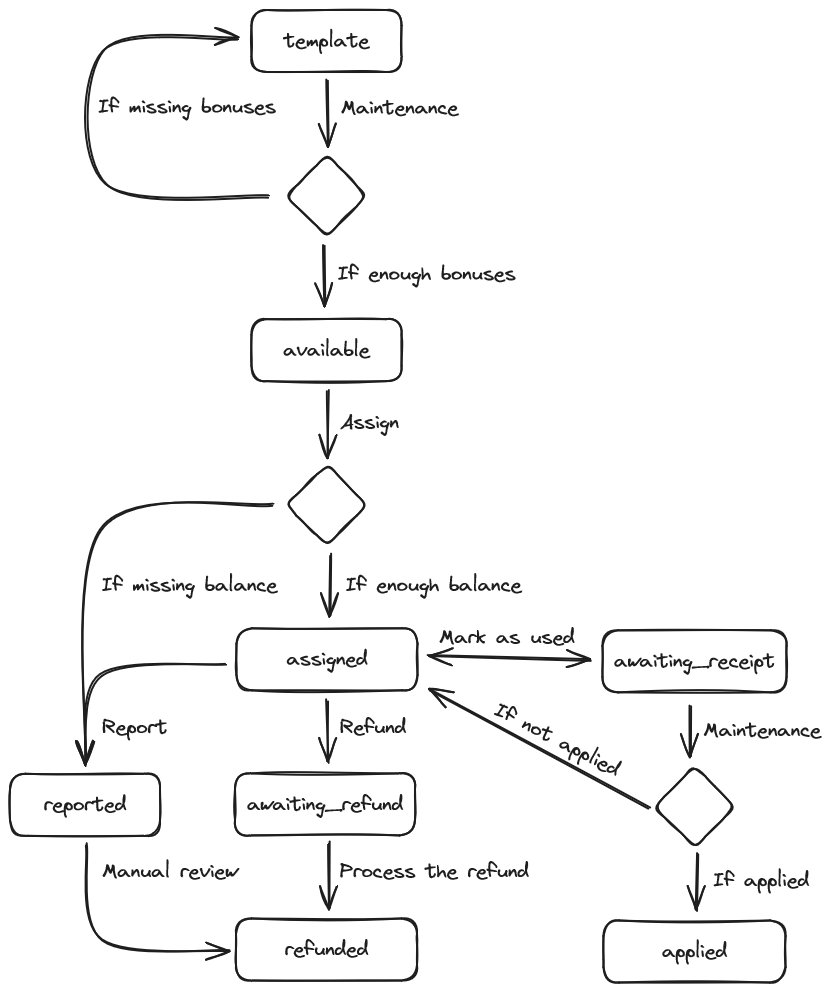 template
If missing bonuses
Maintenance
If enough bonuses
available
Assign
If missing balance
If enough balance
Mark as used
assigned
awaiting_receipt
Report
Refund
If not applied
Maintenance
reported
awaiting_refund
Manual review
Process the refund
If applied
refunded
applied